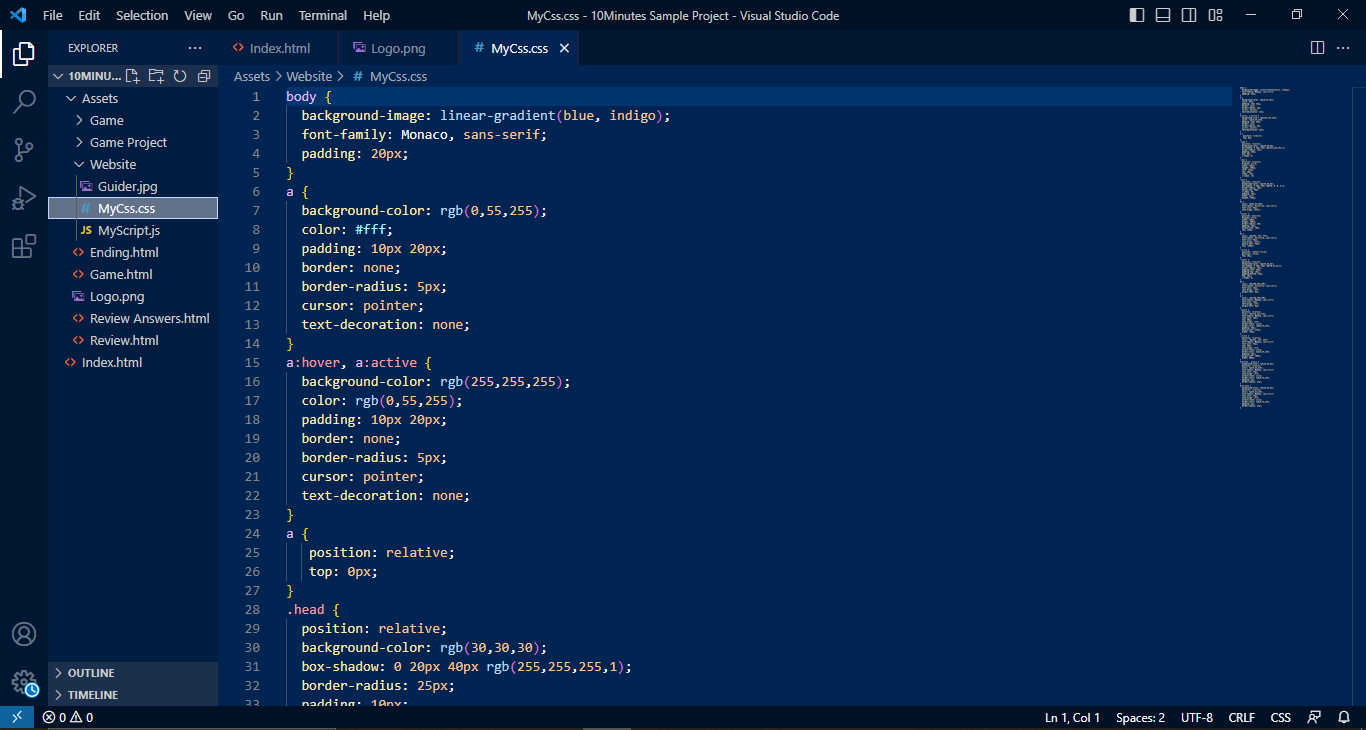 File Edit Selection View Go Run Terminal Help
MyCss.css - 10Minutes Sample Project - Visual Studio Code
EXPLORER
10MINU...
Assets
Game
Game Project
Website
Guider.jpg
# MyCss.css
JS MyScript.js
<> Ending.html
<> Game.html
Logo.png
<> Review Answers.html
<> Review.html
<> Index.html
OUTLINE
TIMELINE
<> Index.html
Logo.png
# MyCss.css
Assets > Website > # MyCss.css
1 body {
2 background-image: linear-gradient(blue, indigo);
3 font-family: Monaco, sans-serif;
4 padding: 20px;
5 }
6 a {
7 background-color: rgb(0,55,255);
8 color: #fff;
9 padding: 10px 20px;
10 border: none;
11 border-radius: 5px;
12 cursor: pointer;
13 text-decoration: none;
14 }
15 a:hover, a:active {
16 background-color: rgb(255,255,255);
17 color: rgb(0,55,255);
18 padding: 10px 20px;
19 border: none;
20 border-radius: 5px;
21 cursor: pointer;
22 text-decoration: none;
23 }
24 a {
25 position: relative;
26 top: 0px;
27 }
28 .head {
29 position: relative;
30 background-color: rgb(30,30,30);
31 box-shadow: 0 20px 40px rgb(255,255,255,1);
32 border-radius: 25px;
33 padding: 10px;
0 0
Ln 1, Col 1 Spaces: 2 UTF-8 CRLF CSS